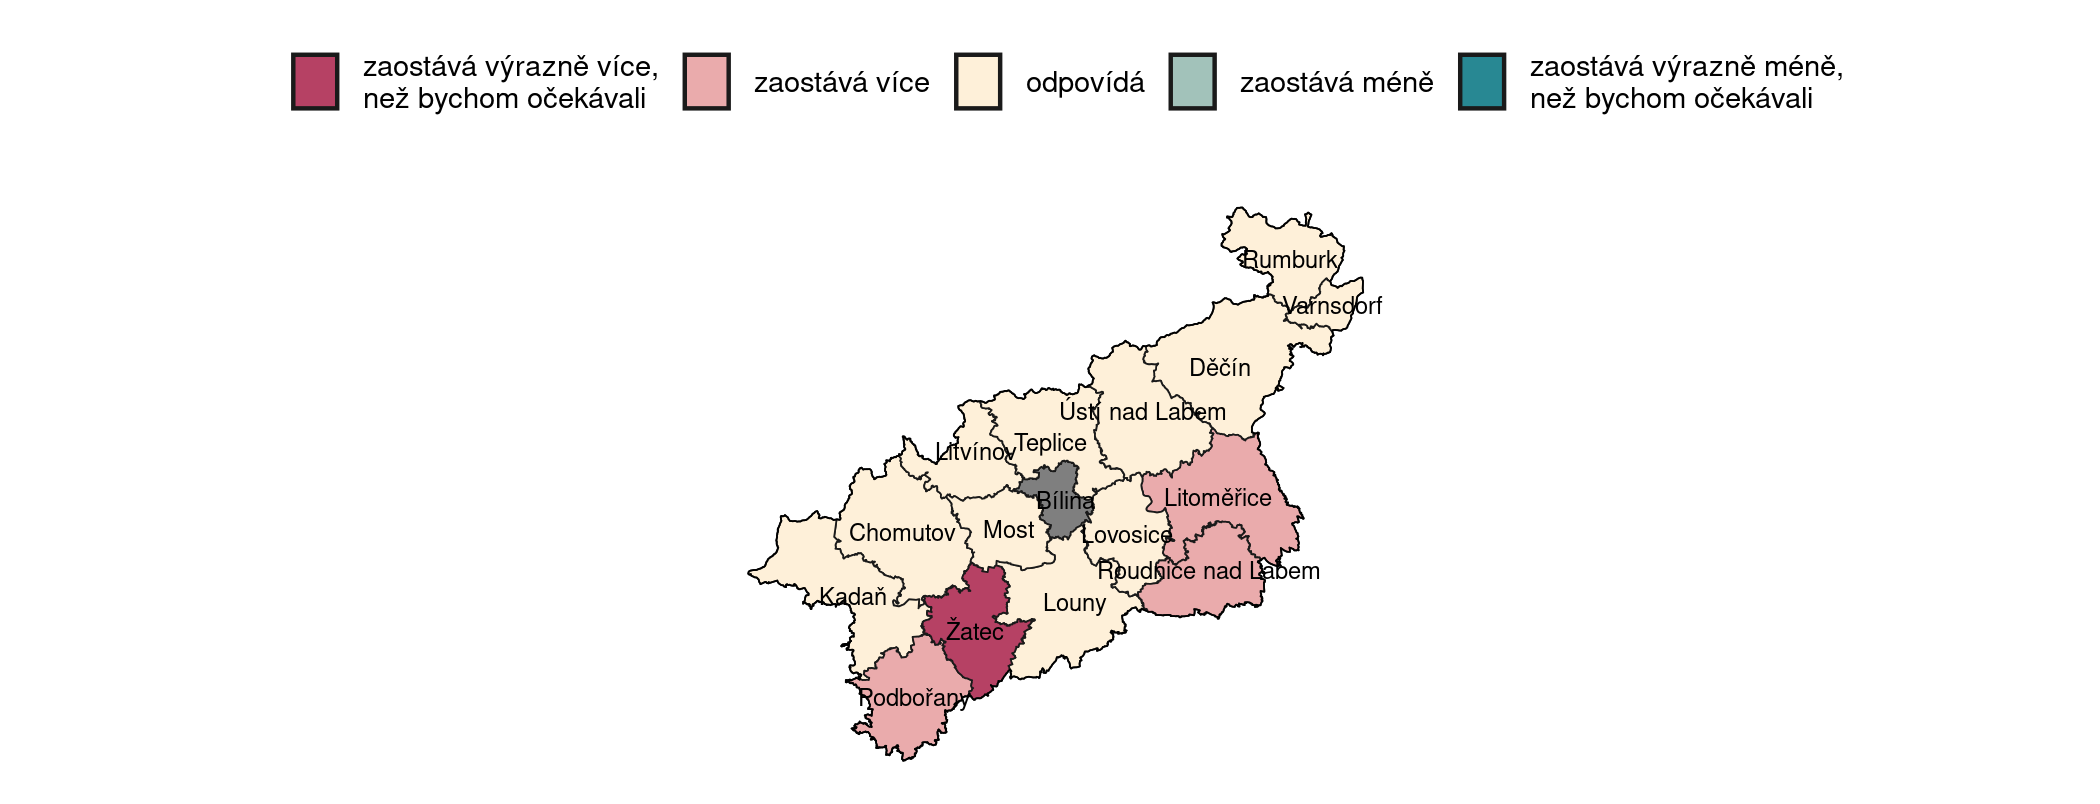 zaostává výrazně více,
než bychom očekávali
zaostává více
odpovídá
zaostává méně
zaostává výrazně méně,
než bychom očekávali
Rumburk
Varnsdorf
Děčín
Ústí nad Labem
Teplice
Litvínov
Litoměřice
Bílina
Most
Chomutov
Lovosice
Roudnice nad Labem
Kadaň
Louny
Žatec
Podbořany